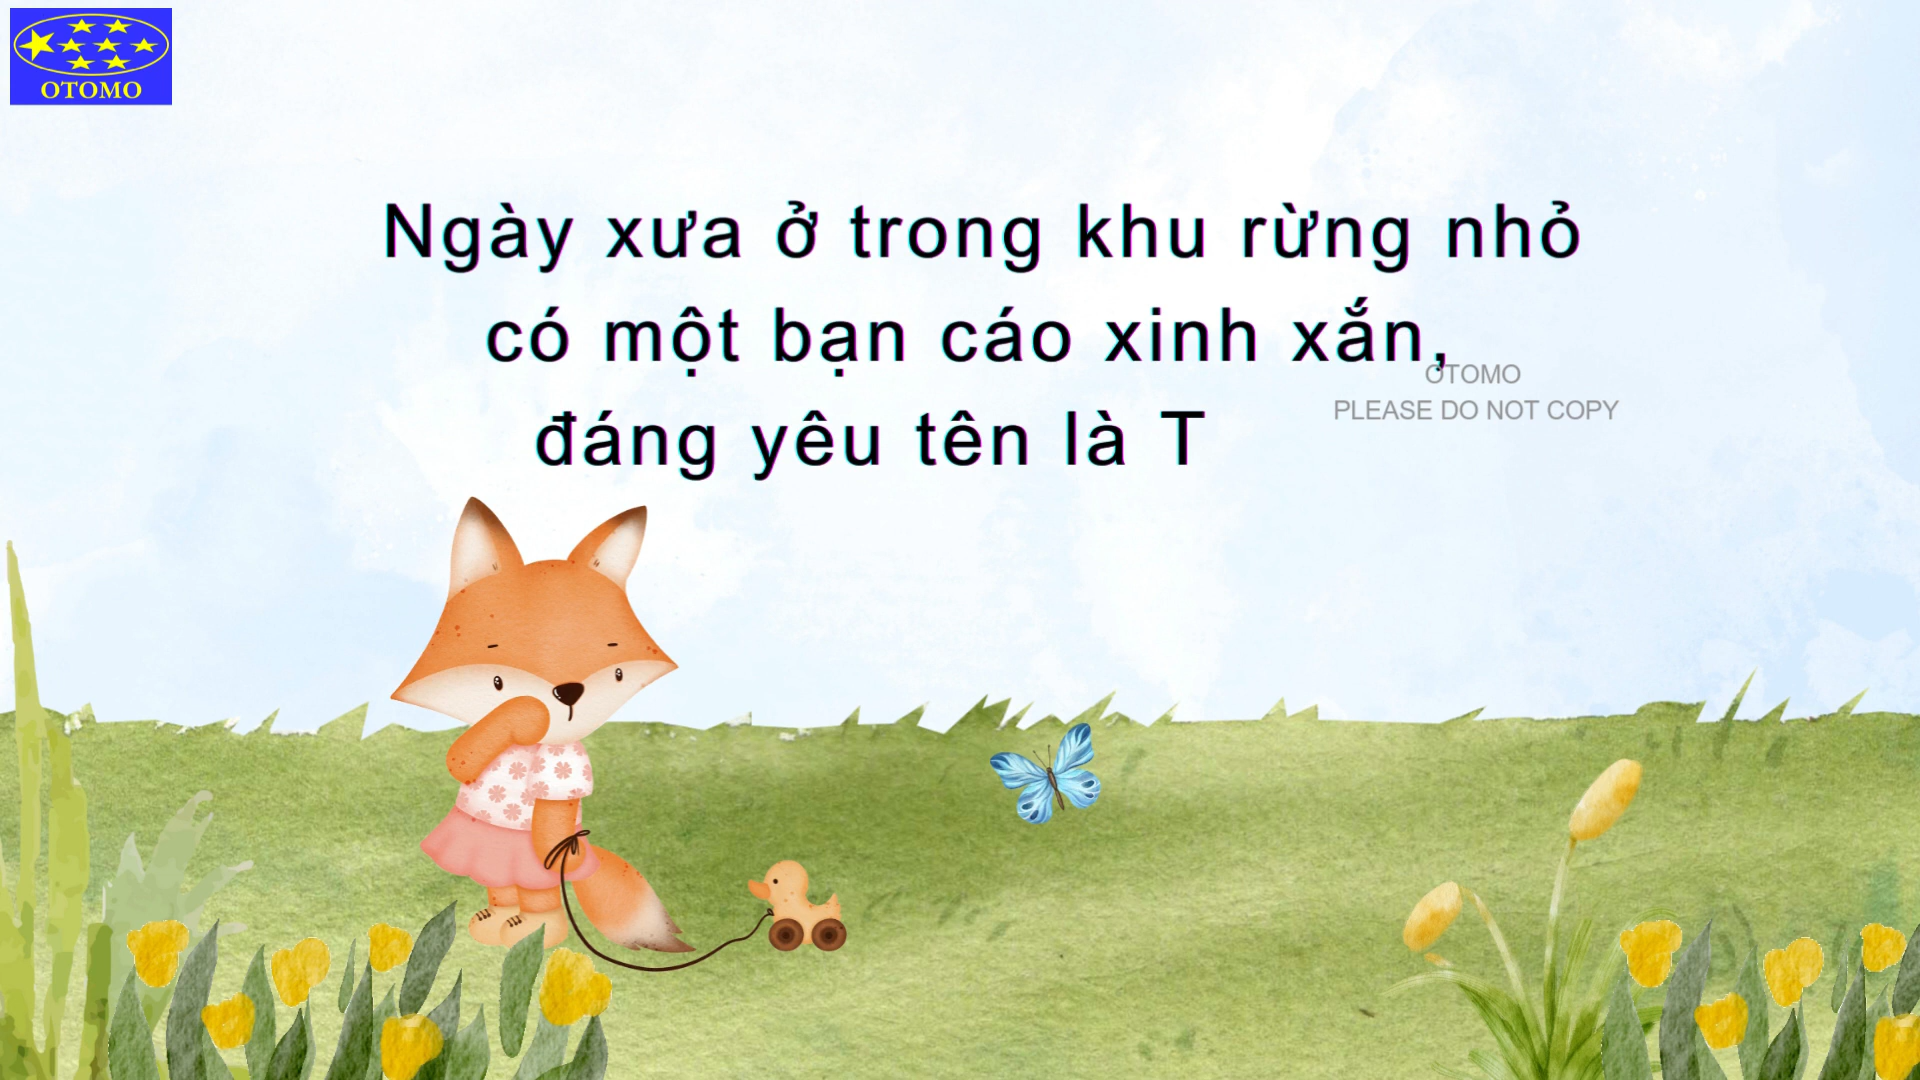 OTOMO
Ngày xưa ở trong khu rừng nhỏ
có một bạn cáo xinh xắn,
đáng yêu tên là T
OTOMO
PLEASE DO NOT COPY